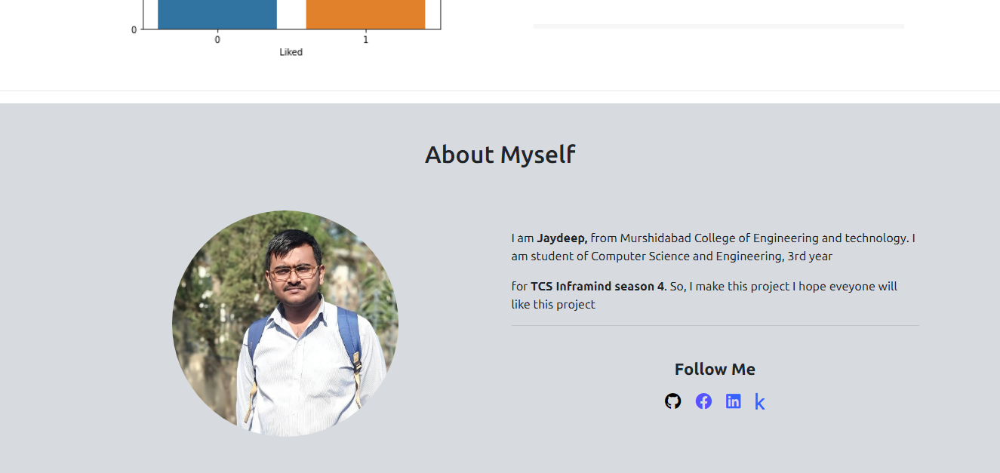 0
0 1
Liked
About Myself
I am Jaydeep, from Murshidabad College of Engineering and technology. I
am student of Computer Science and Engineering, 3rd year
for TCS Inframind season 4. So, I make this project I hope eveyone will
like this project
Follow Me
k